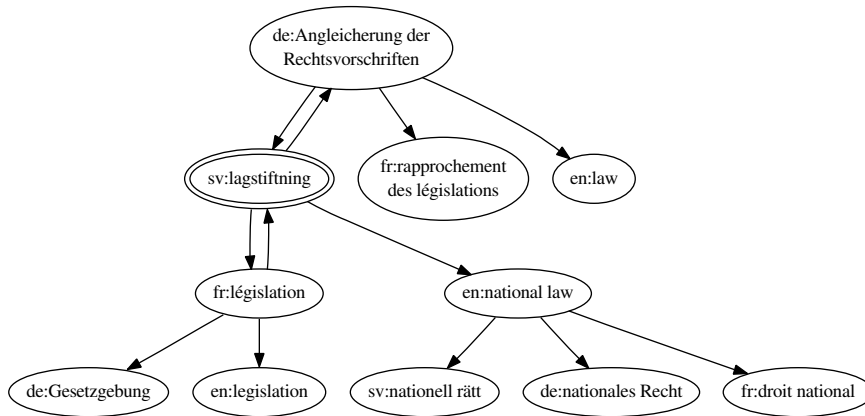 de:Angleicherung der
Rechtsvorschriften
sv:lagstiftning
fr:rapprochement
des législations
en:law
fr:législation
en:national law
de:Gesetzgebung
en:legislation
sv:nationell rätt
de:nationales Recht
fr:droit national